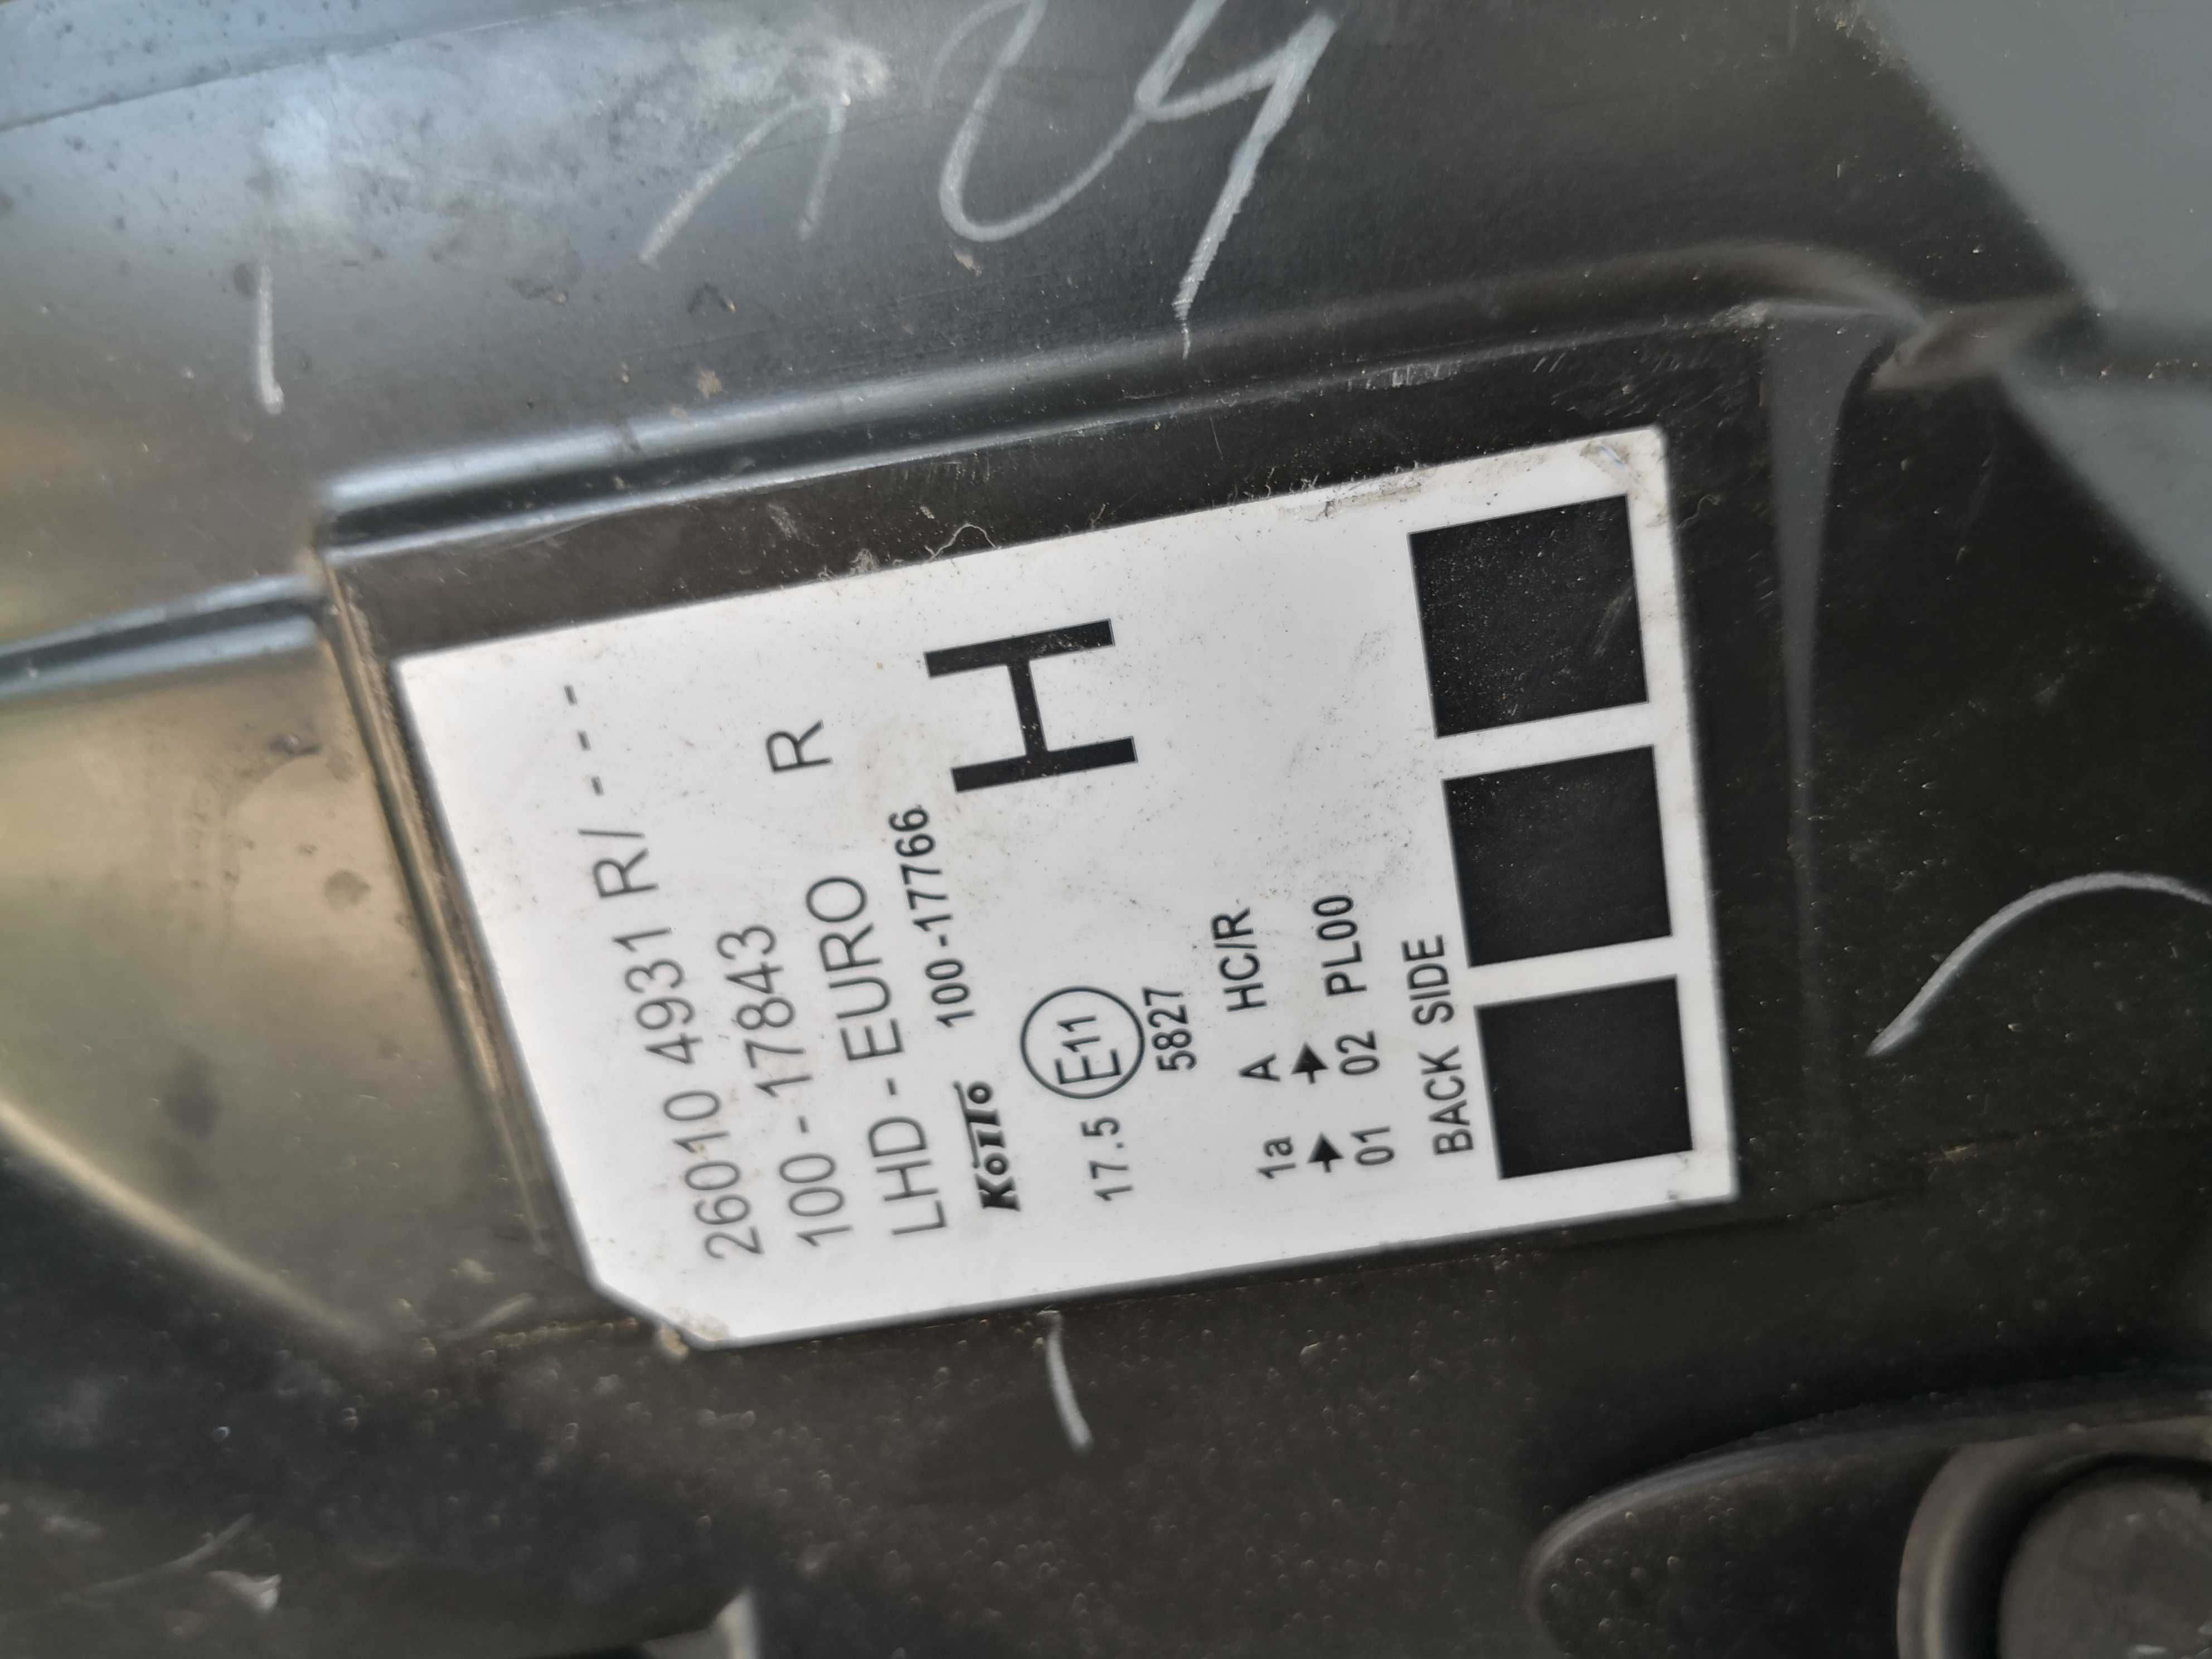 124
26010 4931 R/ - - - -
100 - 17843
LHD - EURO R
KOITO 100 -17766
H
17.5 E11
5827
1a A HC/R
01 02 PL00
BACK SIDE